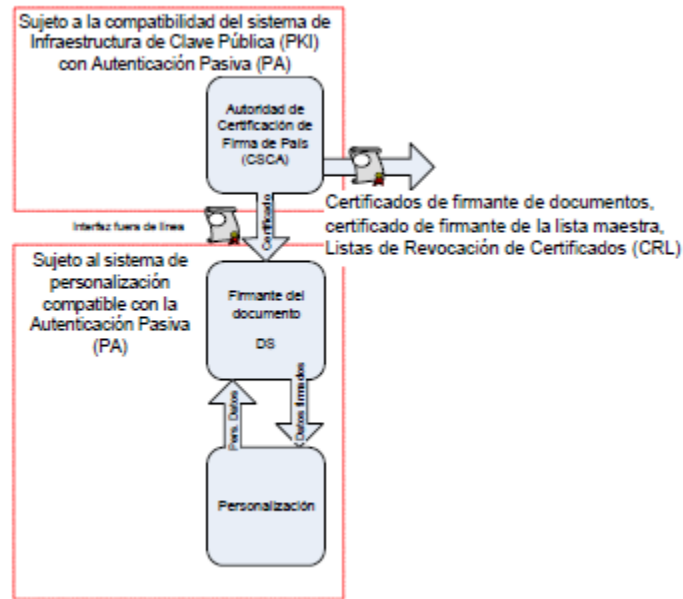 Sujeto a la compatibilidad del sistema de
Infraestructura de Clave Pública (PKI)
con Autenticación Pasiva (PA)
Autoridad de
Certificación de
Firma de País
(CSCA)
Certificados de firmante de documentos,
certificado de firmante de la lista maestra,
Listas de Revocación de Certificados (CRL)
Interfaz fuera de línea
Certificado
Sujeto al sistema de
personalización
compatible con la
Autenticación Pasiva
(PA)
Firmante del
documento
DS
Pers. Datos
Datos firmados
Personalización